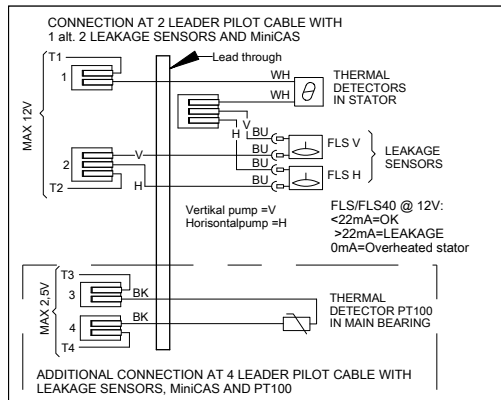 CONNECTION AT 2 LEADER PILOT CABLE WITH
1 alt. 2 LEAKAGE SENSORS AND MiniCAS
T1
Lead through
1
WH
WH
θ
THERMAL
DETECTORS
IN STATOR
MAX 12V
V
H
BU
FLS V
BU
2
V
BU
FLS H
H
BU
T2
LEAKAGE
SENSORS
Vertikal pump =V
Horisontalpump =H
FLS/FLS40 @ 12V:
<22mA=OK
>22mA=LEAKAGE
0mA=Overheated stator
T3
MAX 2,5V
3
BK
4
BK
T4
THERMAL
DETECTOR PT100
IN MAIN BEARING
ADDITIONAL CONNECTION AT 4 LEADER PILOT CABLE WITH
LEAKAGE SENSORS, MiniCAS AND PT100